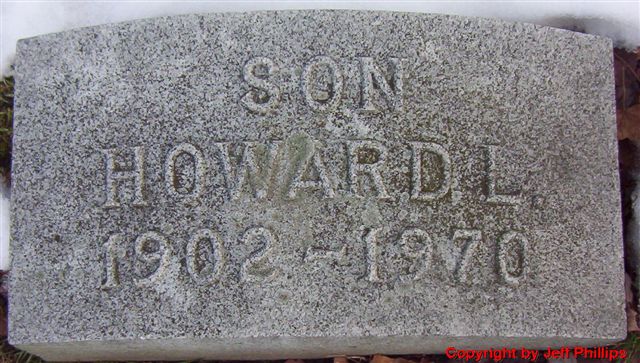 SON
HOWARD L.
1902 - 1970
Copyright by Jeff Phillips